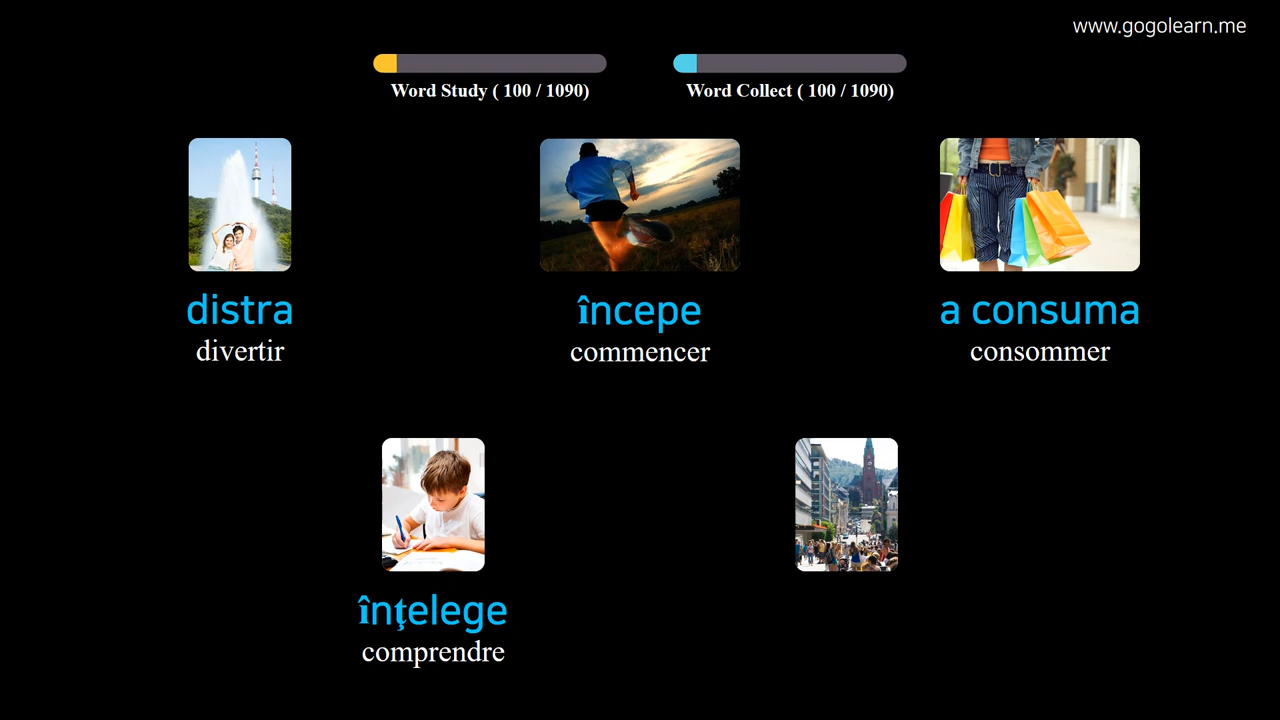 www.gogolearn.me
Word Study ( 100 / 1090)
Word Collect ( 100 / 1090)
distra
divertir
începe
commencer
a consuma
consommer
înţelege
comprendre